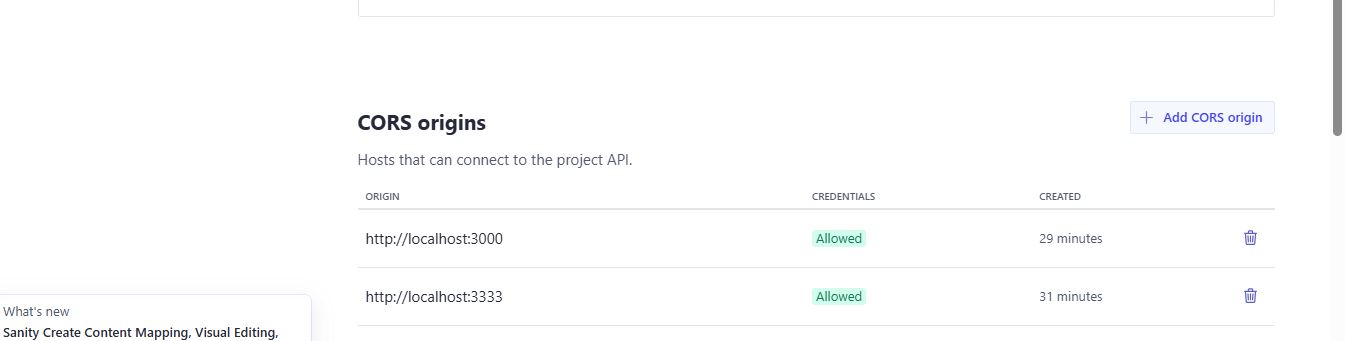 CORS origins
Add CORS origin
Hosts that can connect to the project API.
ORIGIN CREDENTIALS CREATED
http://localhost:3000 Allowed 29 minutes
http://localhost:3333 Allowed 31 minutes
What's new
Sanity Create Content Mapping, Visual Editing,